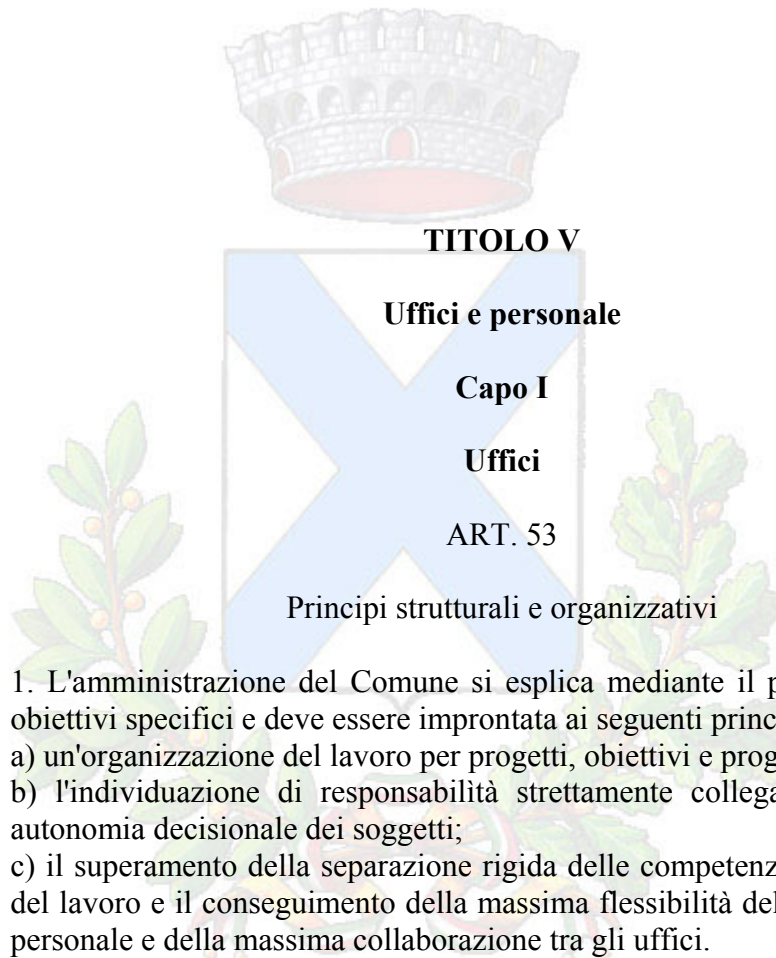 TITOLO V
Uffici e personale
Capo I
Uffici
ART. 53
Principi strutturali e organizzativi
1. L'amministrazione del Comune si esplica mediante il
obiettivi specifici e deve essere improntata ai seguenti
a) un'organizzazione del lavoro per progetti, obiettivi e
b) l'individuazione di responsabilìtà strettamente
autonomia decisionale dei soggetti;
c) il superamento della separazione rigida delle
del lavoro e il conseguimento della massima flessibilità
personale e della massima collaborazione tra gli uffici.